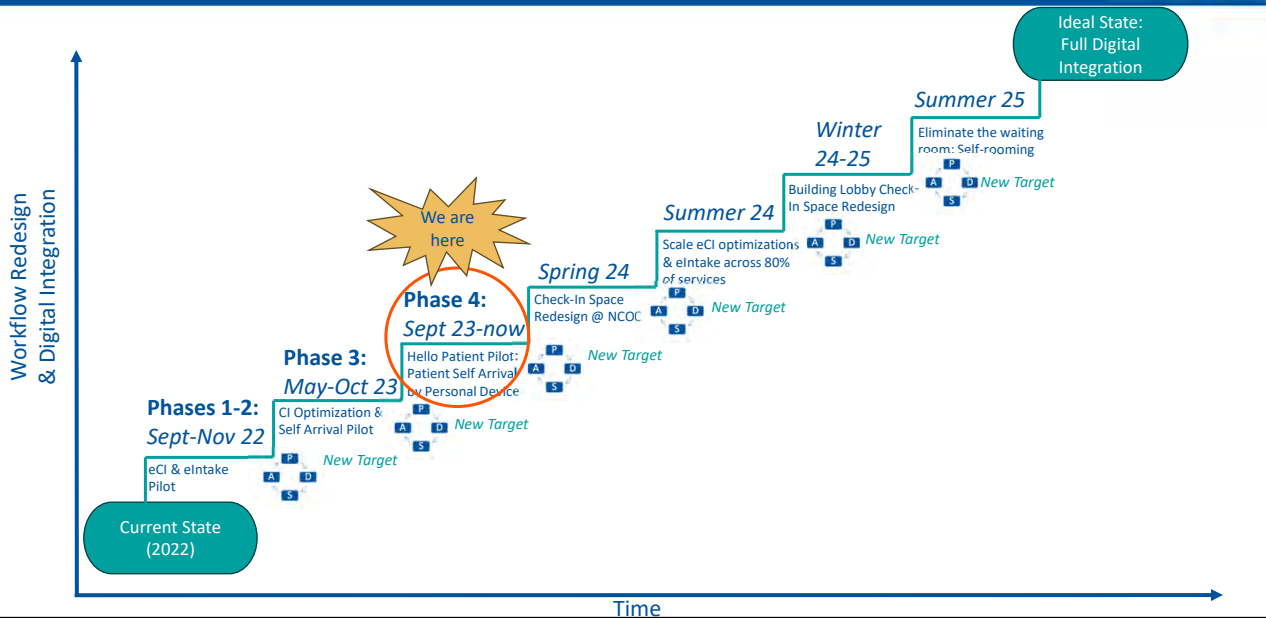 Ideal State:
Full Digital
Integration
Summer 25
Eliminate the waiting
room: Self-rooming
P
A D New Target
S
Winter
24-25
Building Lobby Check-
In Space Redesign
P
A D New Target
S
Summer 24
Scale eCI optimizations
& eIntake across 80%
of services
P
A D New Target
S
We are
here
Spring 24
Check-In Space
Redesign @ NCOC
P
A D New Target
S
Phase 4:
Sept 23-now
Hello Patient Pilot:
Patient Self Arrival
by Personal Device
P
A D New Target
S
Phase 3:
May-Oct 23
CI Optimization &
Self Arrival Pilot
P
A D New Target
S
Phases 1-2:
Sept-Nov 22
eCI & eIntake
Pilot
Current State
(2022)
Workflow Redesign
& Digital Integration
Time